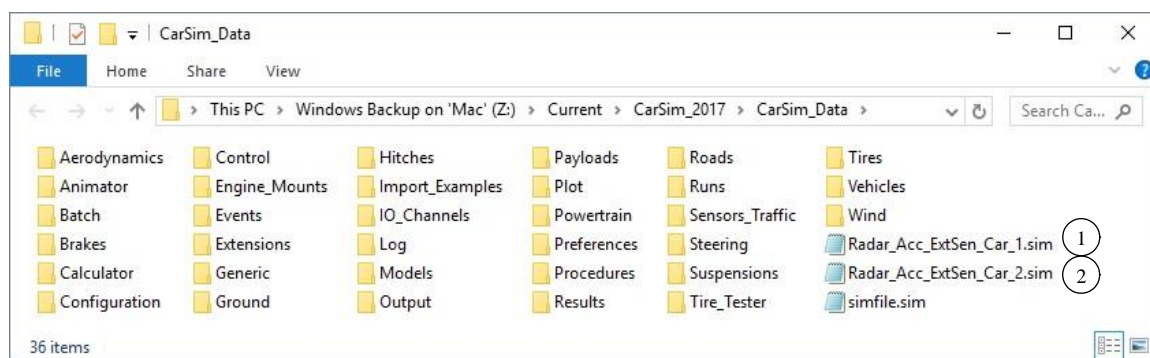 CarSim_Data
File Home Share View
This PC > Windows Backup on 'Mac' (Z:) > Current > CarSim_2017 > CarSim_Data > Search Ca...
Aerodynamics Control Hitches Payloads Roads Tires
Animator Engine_Mounts Import_Examples Plot Runs Vehicles
Batch Events IO_Channels Powertrain Sensors_Traffic Wind
Brakes Extensions Log Preferences Steering Radar_Acc_ExtSen_Car_1.sim 1
Calculator Generic Models Procedures Suspensions Radar_Acc_ExtSen_Car_2.sim 2
Configuration Ground Output Results Tire_Tester simfile.sim
36 items